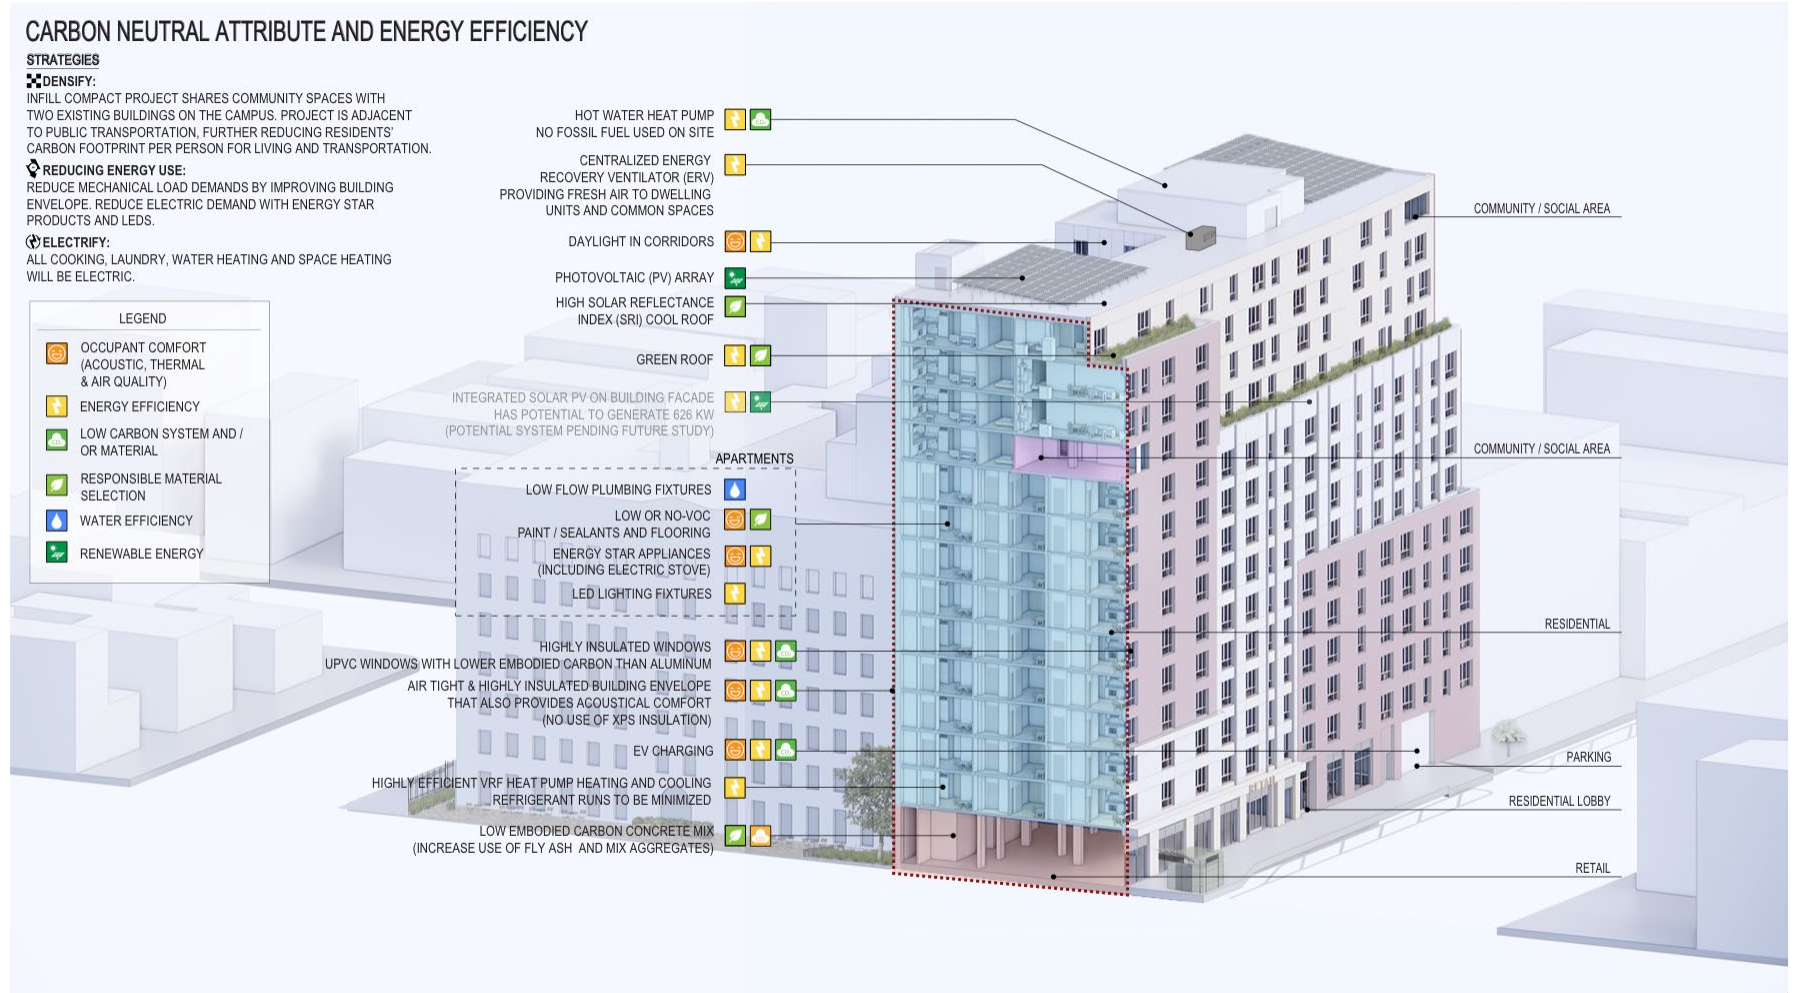 CARBON NEUTRAL ATTRIBUTE AND ENERGY EFFICIENCY
STRATEGIES
DENSIFY:
INFILL COMPACT PROJECT SHARES COMMUNITY SPACES WITH
TWO EXISTING BUILDINGS ON THE CAMPUS. PROJECT IS ADJACENT
TO PUBLIC TRANSPORTATION, FURTHER REDUCING RESIDENTS'
CARBON FOOTPRINT PER PERSON FOR LIVING AND TRANSPORTATION.
REDUCING ENERGY USE:
REDUCE MECHANICAL LOAD DEMANDS BY IMPROVING BUILDING
ENVELOPE. REDUCE ELECTRIC DEMAND WITH ENERGY STAR
PRODUCTS AND LEDS.
ELECTRIFY:
ALL COOKING, LAUNDRY, WATER HEATING AND SPACE HEATING
WILL BE ELECTRIC.
LEGEND
OCCUPANT COMFORT
(ACOUSTIC, THERMAL
& AIR QUALITY)
ENERGY EFFICIENCY
LOW CARBON SYSTEM AND /
OR MATERIAL
RESPONSIBLE MATERIAL
SELECTION
WATER EFFICIENCY
RENEWABLE ENERGY
HOT WATER HEAT PUMP
NO FOSSIL FUEL USED ON SITE
CENTRALIZED ENERGY
RECOVERY VENTILATOR (ERV)
PROVIDING FRESH AIR TO DWELLING
UNITS AND COMMON SPACES
DAYLIGHT IN CORRIDORS
PHOTOVOLTAIC (PV) ARRAY
HIGH SOLAR REFLECTANCE
INDEX (SRI) COOL ROOF
GREEN ROOF
INTEGRATED SOLAR PV ON BUILDING FACADE
HAS POTENTIAL TO GENERATE 626 KW
(POTENTIAL SYSTEM PENDING FUTURE STUDY)
APARTMENTS
LOW FLOW PLUMBING FIXTURES
LOW OR NO-VOC
PAINT / SEALANTS AND FLOORING
ENERGY STAR APPLIANCES
(INCLUDING ELECTRIC STOVE)
LED LIGHTING FIXTURES
HIGHLY INSULATED WINDOWS
UPVC WINDOWS WITH LOWER EMBODIED CARBON THAN ALUMINUM
AIR TIGHT & HIGHLY INSULATED BUILDING ENVELOPE
THAT ALSO PROVIDES ACOUSTICAL COMFORT
(NO USE OF XPS INSULATION)
EV CHARGING
HIGHLY EFFICIENT VRF HEAT PUMP HEATING AND COOLING
REFRIGERANT RUNS TO BE MINIMIZED
LOW EMBODIED CARBON CONCRETE MIX
(INCREASE USE OF FLY ASH AND MIX AGGREGATES)
COMMUNITY / SOCIAL AREA
COMMUNITY / SOCIAL AREA
RESIDENTIAL
PARKING
RESIDENTIAL LOBBY
RETAIL